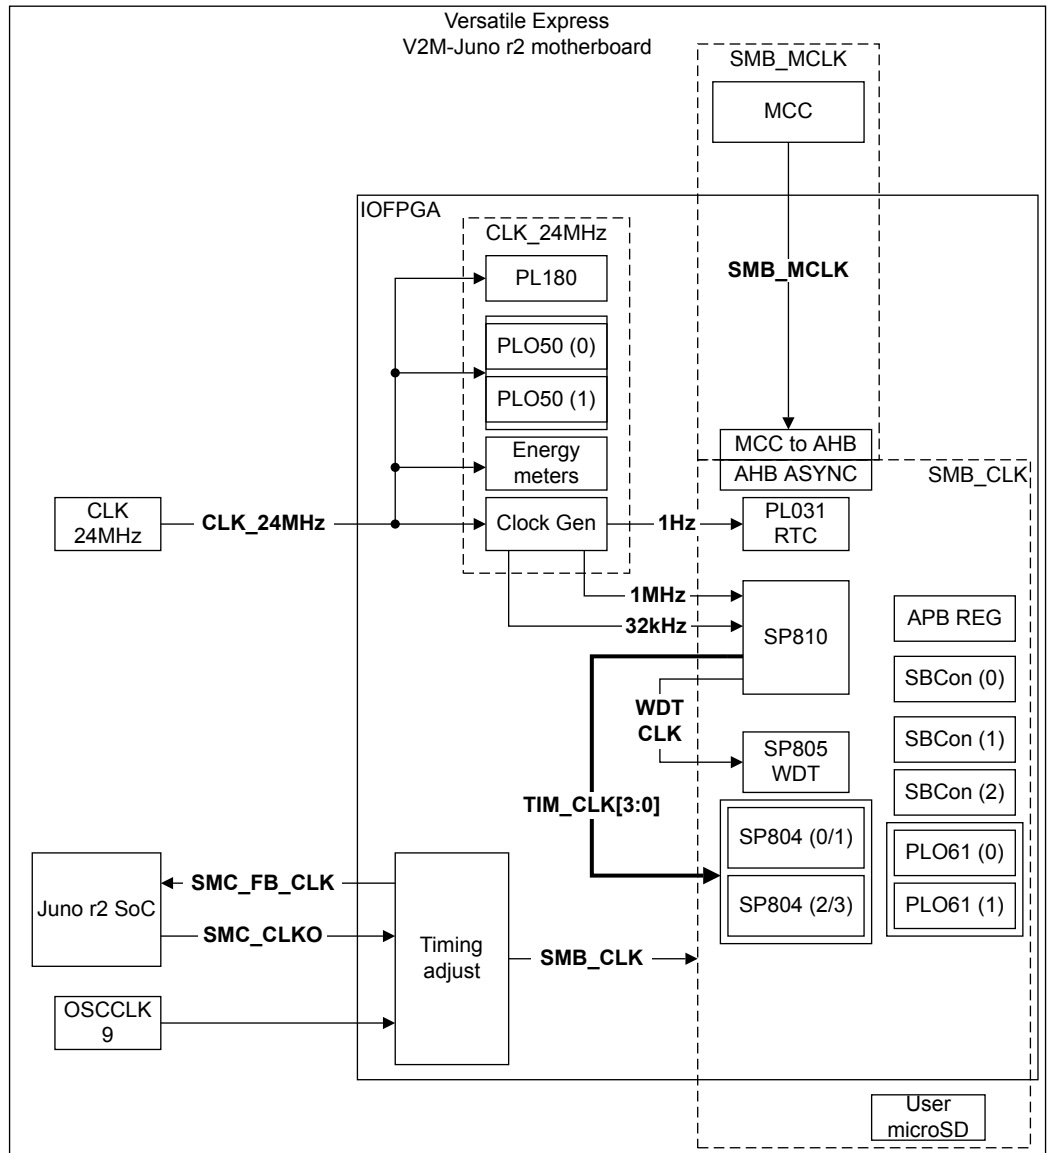 Versatile Express
V2M-Juno r2 motherboard
SMB_MCLK
MCC
IOFPGA
CLK_24MHz
PL180
SMB_MCLK
PLO50 (0)
PLO50 (1)
MCC to AHB
Energy
meters
AHB ASYNC
SMB_CLK
CLK
24MHz
CLK_24MHz
Clock Gen
1Hz
PL031
RTC
1MHz
32kHz
SP810
APB REG
SBCon (0)
WDT
CLK
SBCon (1)
SP805
WDT
SBCon (2)
TIM_CLK[3:0]
SP804 (0/1)
PLO61 (0)
SMC_FB_CLK
Juno r2 SoC
SP804 (2/3)
PLO61 (1)
SMC_CLKO
Timing
adjust
SMB_CLK
OSCCLK
9
User
microSD